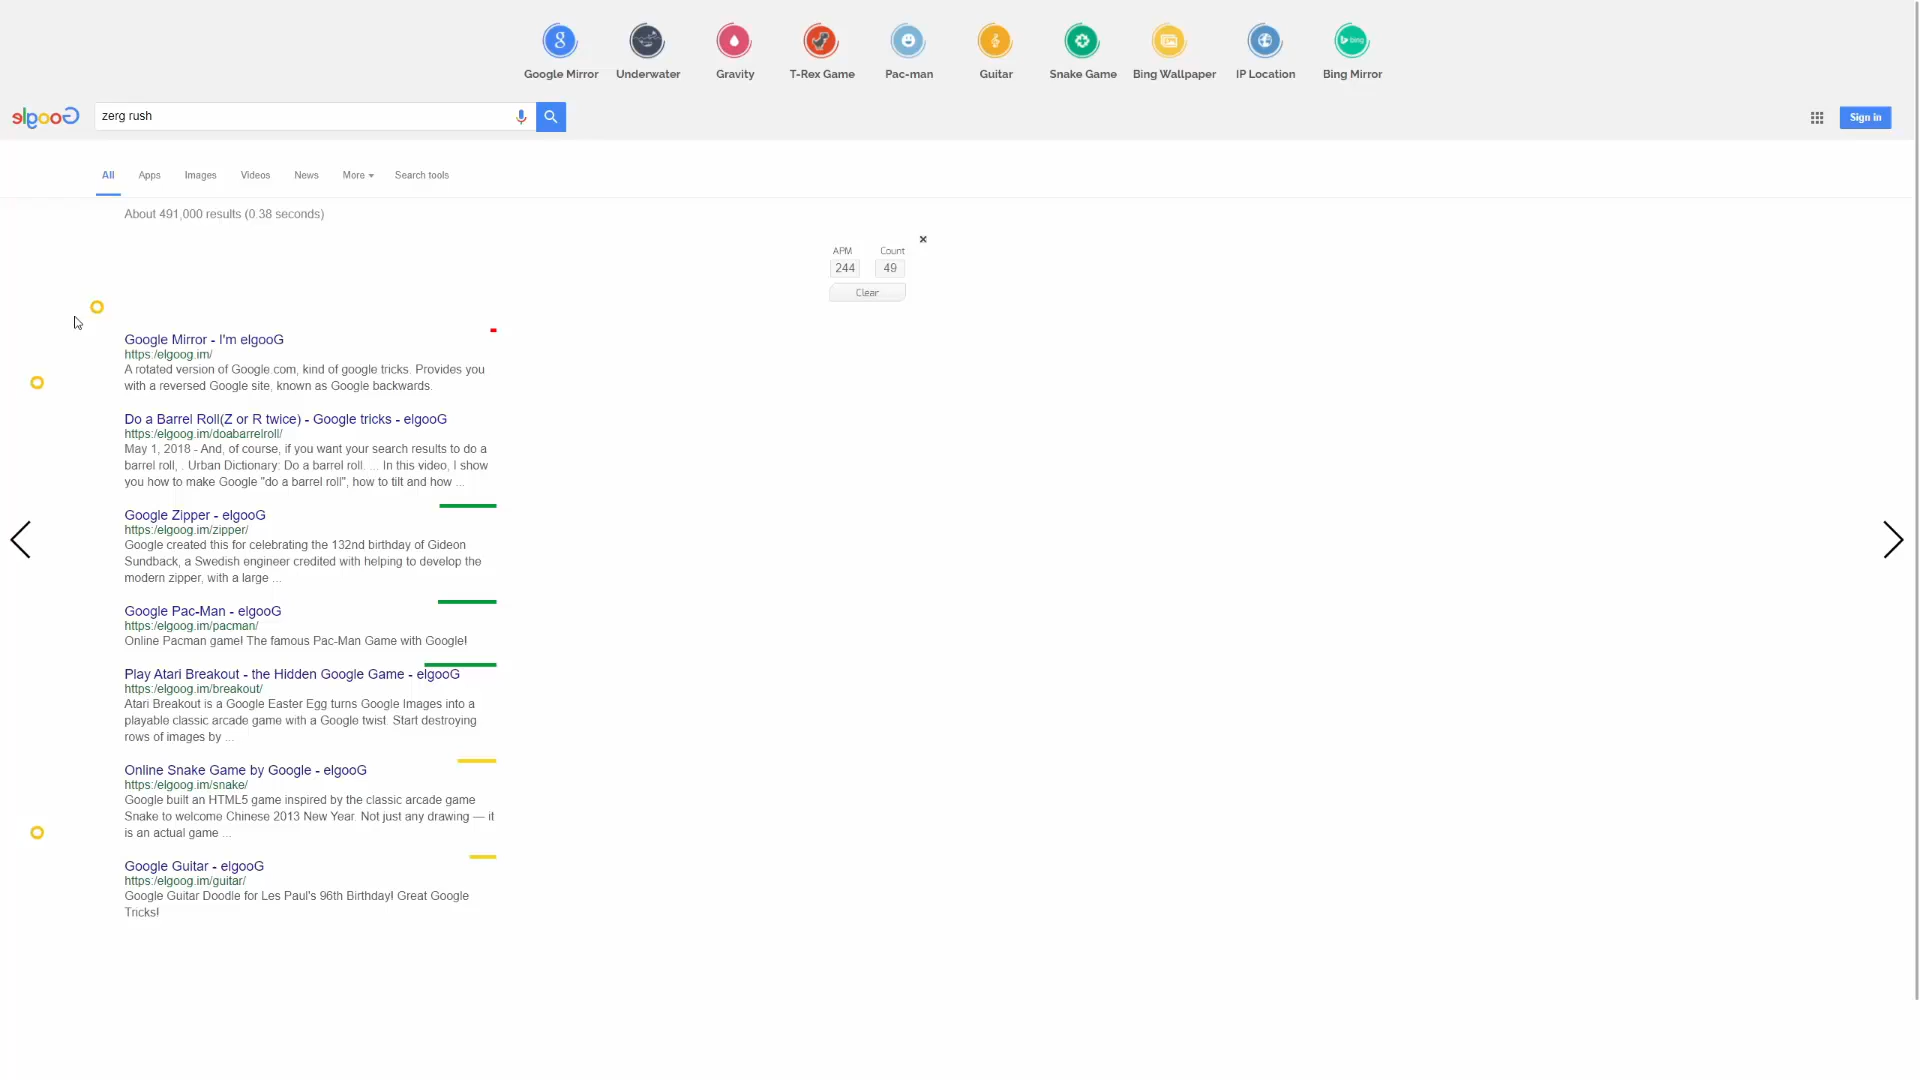 Google Mirror
Underwater
Gravity
T-Rex Game
Pac-man
Guitar
Snake Game
Bing Wallpaper
IP Location
Bing Mirror
elgooG
zerg rush
Sign in
All
Apps
Images
Videos
News
More
Search tools
About 491,000 results (0.38 seconds)
APM
Count
244
49
Clear
Google Mirror - I'm elgooG
https:/elgoog.im/
A rotated version of Google.com, kind of google tricks. Provides you
with a reversed Google site, known as Google backwards.
Do a Barrel Roll(Z or R twice) - Google tricks - elgooG
https:/elgoog.im/doabarrelroll/
May 1, 2018 - And, of course, if you want your search results to do a
barrel roll, . Urban Dictionary: Do a barrel roll. ... In this video, I show
you how to make Google "do a barrel roll", how to tilt and how ...
Google Zipper - elgooG
https:/elgoog.im/zipper/
Google created this for celebrating the 132nd birthday of Gideon
Sundback, a Swedish engineer credited with helping to develop the
modern zipper, with a large ...
Google Pac-Man - elgooG
https:/elgoog.im/pacman/
Online Pacman game! The famous Pac-Man Game with Google!
Play Atari Breakout - the Hidden Google Game - elgooG
https:/elgoog.im/breakout/
Atari Breakout is a Google Easter Egg turns Google Images into a
playable classic arcade game with a Google twist. Start destroying
rows of images by ...
Online Snake Game by Google - elgooG
https:/elgoog.im/snake/
Google built an HTML5 game inspired by the classic arcade game
Snake to welcome Chinese 2013 New Year. Not just any drawing — it
is an actual game ...
Google Guitar - elgooG
https:/elgoog.im/guitar/
Google Guitar Doodle for Les Paul's 96th Birthday! Great Google
Tricks!